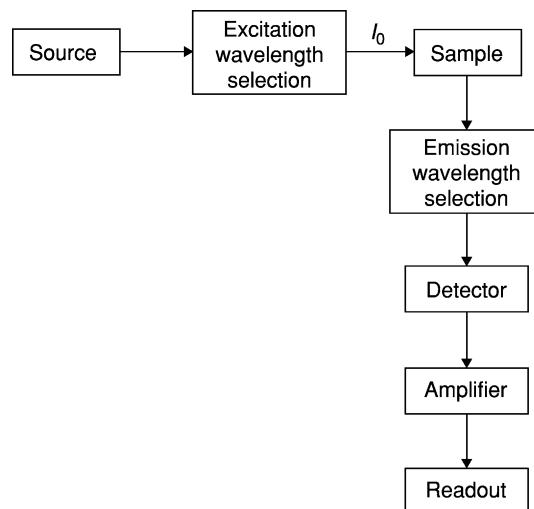 Source
Excitation
wavelength
selection
I0
Sample
Emission
wavelength
selection
Detector
Amplifier
Readout